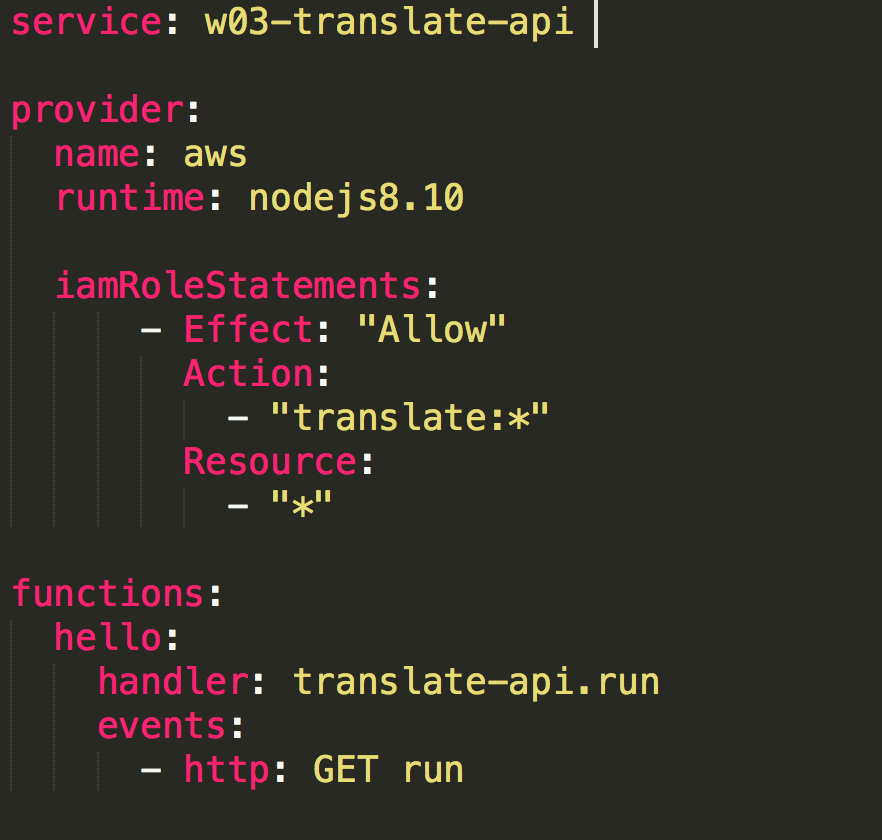 service: w03-translate-api
provider:
name: aws
runtime: nodejs8.10
iamRoleStatements:
- Effect: "Allow"
Action:
- "translate:*"
Resource:
- "*"
functions:
hello:
handler: translate-api.run
events:
- http: GET run